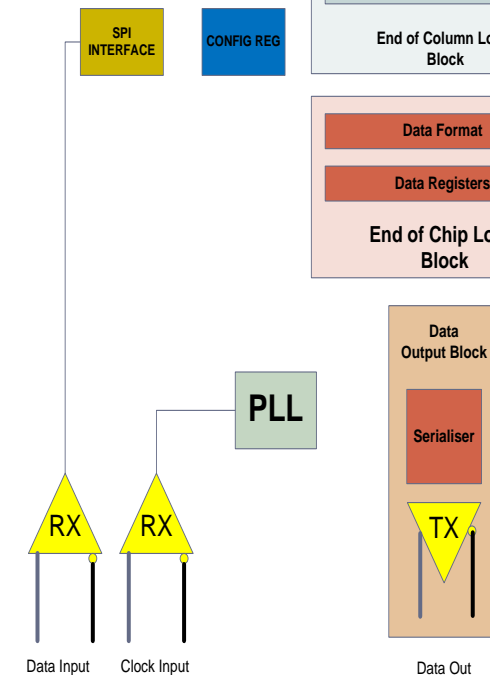 SPI
INTERFACE
CONFIG REG
End of Column Lo
Block
Data Format
Data Registers
End of Chip Lo
Block
Data
Output Block
PLL
Serialiser
RX
RX
TX
Data Input
Clock Input
Data Out